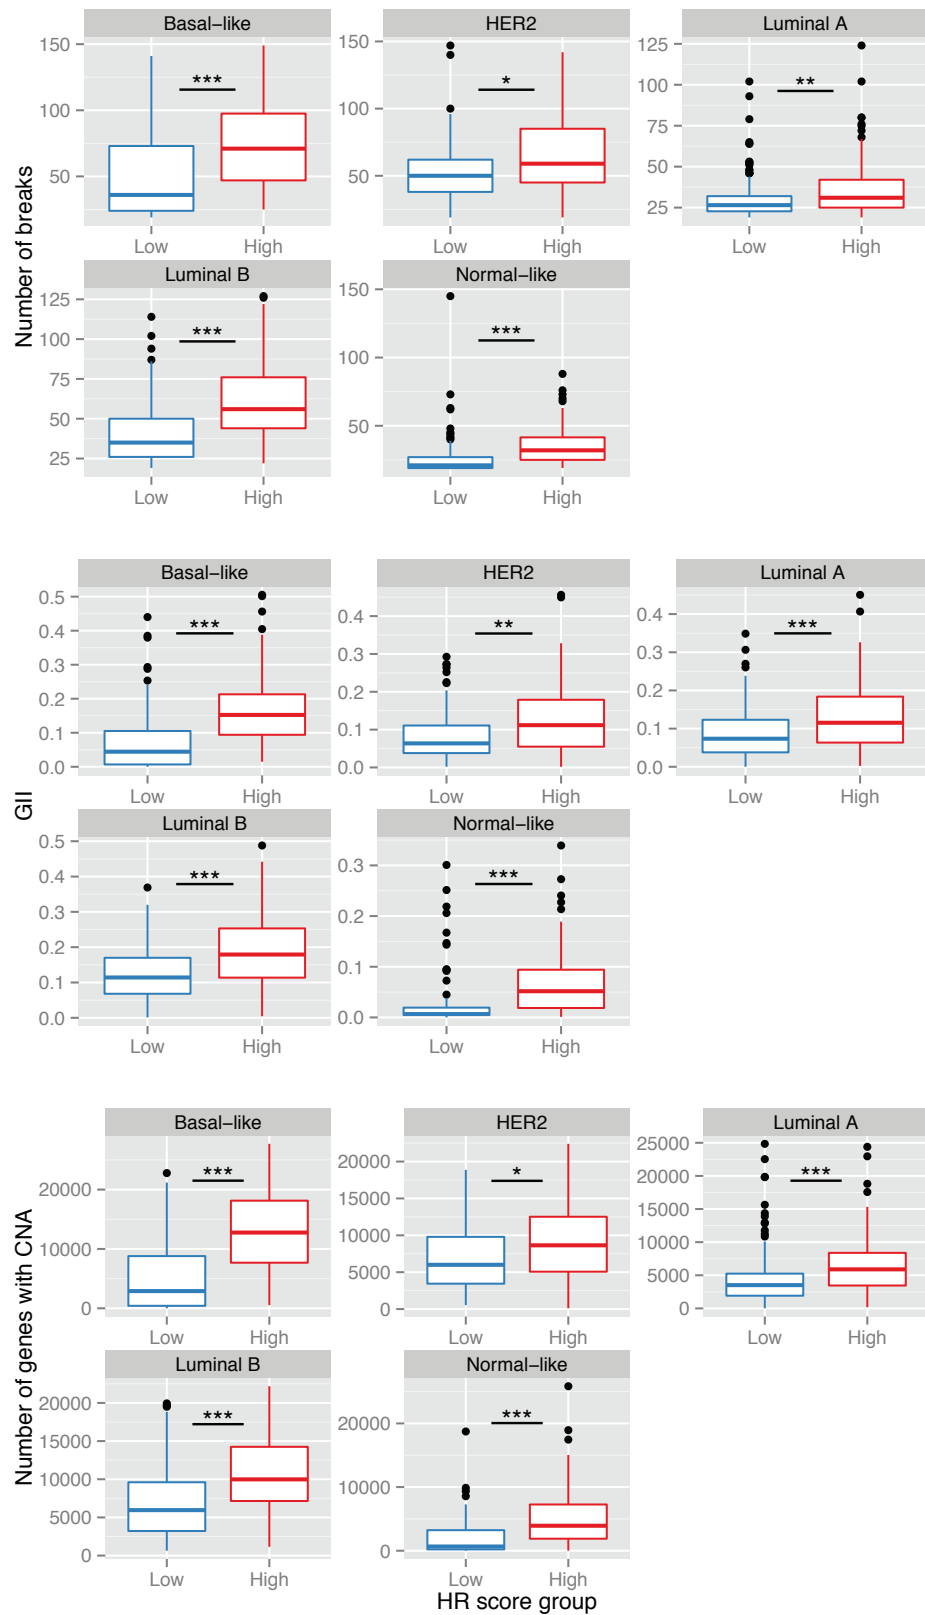 Basal−like
HER2
Luminal A
Number of breaks
150
100
50
***
Low
High
150
100
50
*
Low
High
125
100
75
50
25
**
Low
High
Luminal B
Normal−like
125
100
75
50
25
***
Low
High
150
100
50
***
Low
High
Basal−like
HER2
Luminal A
GII
0.5
0.4
0.3
0.2
0.1
0.0
***
Low
High
0.4
0.3
0.2
0.1
0.0
**
Low
High
0.4
0.3
0.2
0.1
0.0
***
Low
High
Luminal B
Normal−like
0.5
0.4
0.3
0.2
0.1
0.0
***
Low
High
0.3
0.2
0.1
0.0
***
Low
High
Basal−like
HER2
Luminal A
Number of genes with CNA
20000
10000
0
***
Low
High
20000
15000
10000
5000
0
*
Low
High
25000
20000
15000
10000
5000
0
***
Low
High
Luminal B
Normal−like
20000
15000
10000
5000
0
***
Low
High
20000
10000
0
***
Low
High
HR score group